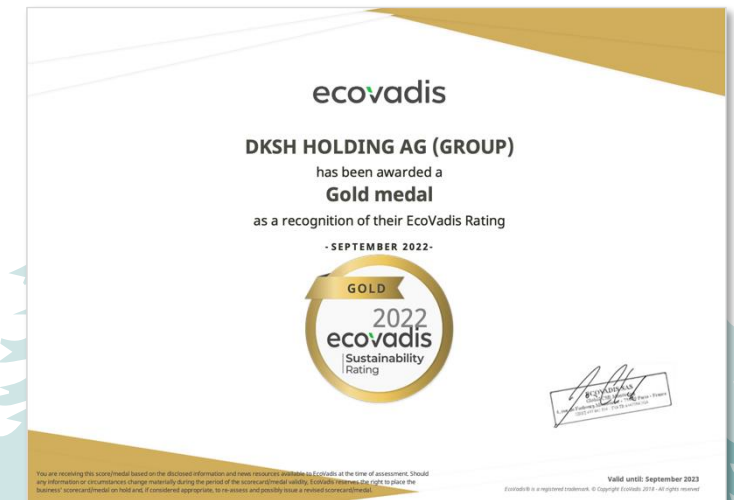 ecovadis
DKSH HOLDING AG (GROUP)
has been awarded a
Gold medal
as a recognition of their EcoVadis Rating
- SEPTEMBER 2022-
GOLD
2022
ecovadis
Sustainability
Rating
ECOVADIS SAS
You are receiving this score/medal based on the disclosed information and news resources available to EcoVadis at the time of assessment. Should
any information or circumstances change materially during the period of the scorecard/medal validity, EcoVadis reserves the right to place the
business' scorecard/medal on hold and, if considered appropriate, to re-assess and possibly issue a revised scorecard/medal.
Valid until: September 2023
EcoVadis® is a registered trademark. © Copyright EcoVadis 2018 - All rights reserved